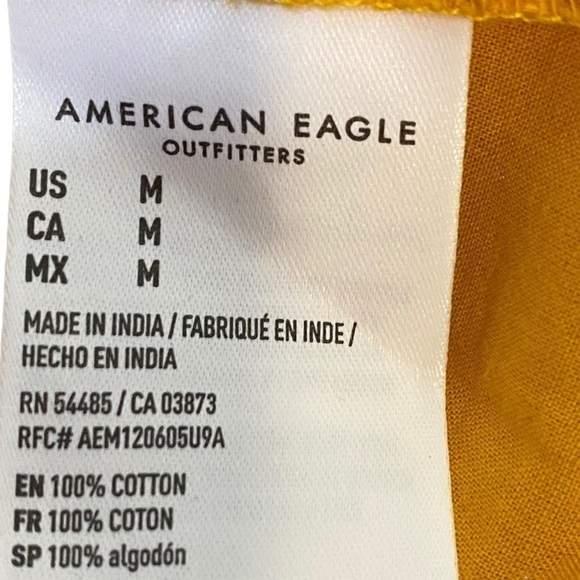 AMERICAN EAGLE
OUTFITTERS
US M
CA M
MX M
MADE IN INDIA / FABRIQUÉ EN INDE /
HECHO EN INDIA
RN 54485 / CA 03873
RFC# AEM120605U9A
EN 100% COTTON
FR 100% COTON
SP 100% algodón